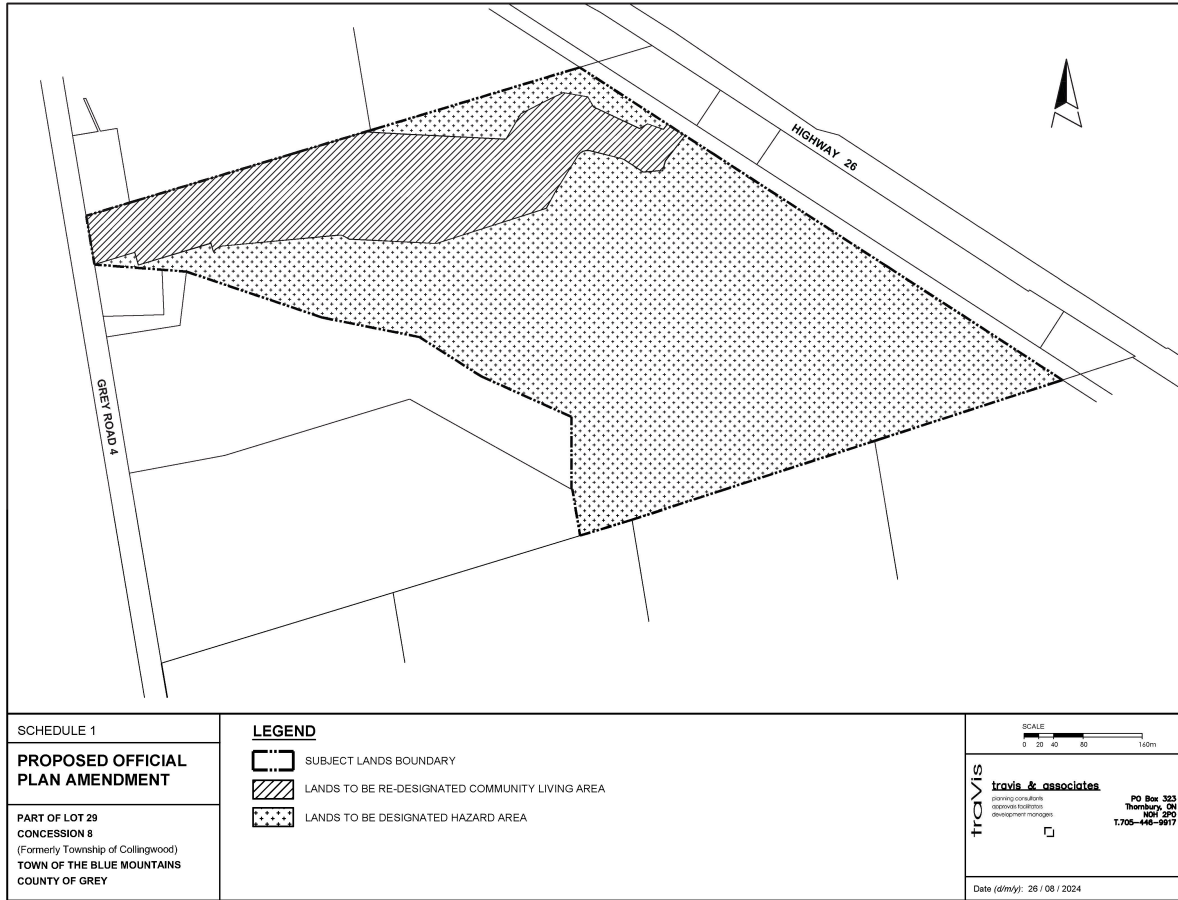 HIGHWAY 26
GREY ROAD 4
SCHEDULE 1
PROPOSED OFFICIAL
PLAN AMENDMENT
PART OF LOT 29
CONCESSION 8
(Formerly Township of Collingwood)
TOWN OF THE BLUE MOUNTAINS
COUNTY OF GREY
LEGEND
SUBJECT LANDS BOUNDARY
LANDS TO BE RE-DESIGNATED COMMUNITY LIVING AREA
LANDS TO BE DESIGNATED HAZARD AREA
SCALE
0 20 40 80 160m
traVis
travis & associates
planning consultants
approvals facilitators
development managers
PO Box 323
Thornbury, ON
N0H 2P0
T.705-446-9917
Date (d/m/y): 26 / 08 / 2024